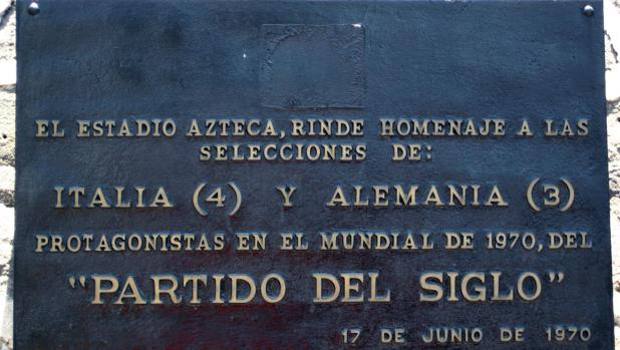 EL ESTADIO AZTECA, RINDE HOMENAJE A LAS
SELECCIONES DE:
ITALIA (4) Y ALEMANIA (3)
PROTAGONISTAS EN EL MUNDIAL DE 1970, DEL
"PARTIDO DEL SIGLO"
17 DE JUNIO DE 1970